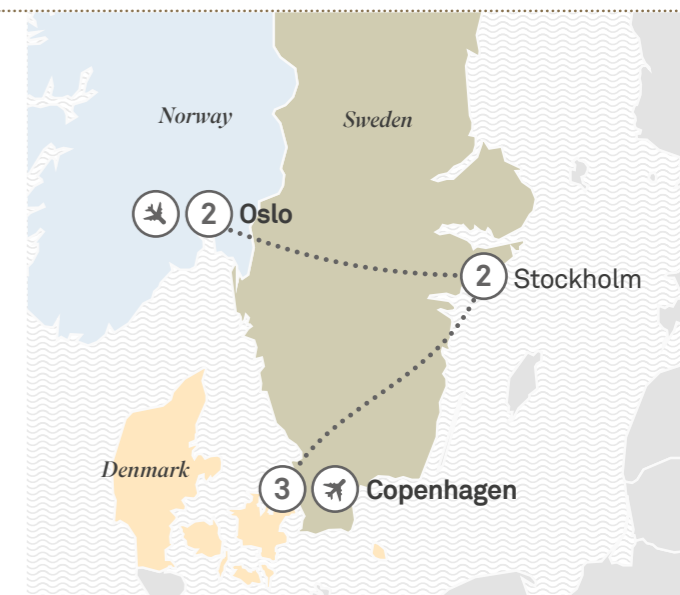 Norway
Sweden
2 Oslo
2 Stockholm
Denmark
3 Copenhagen